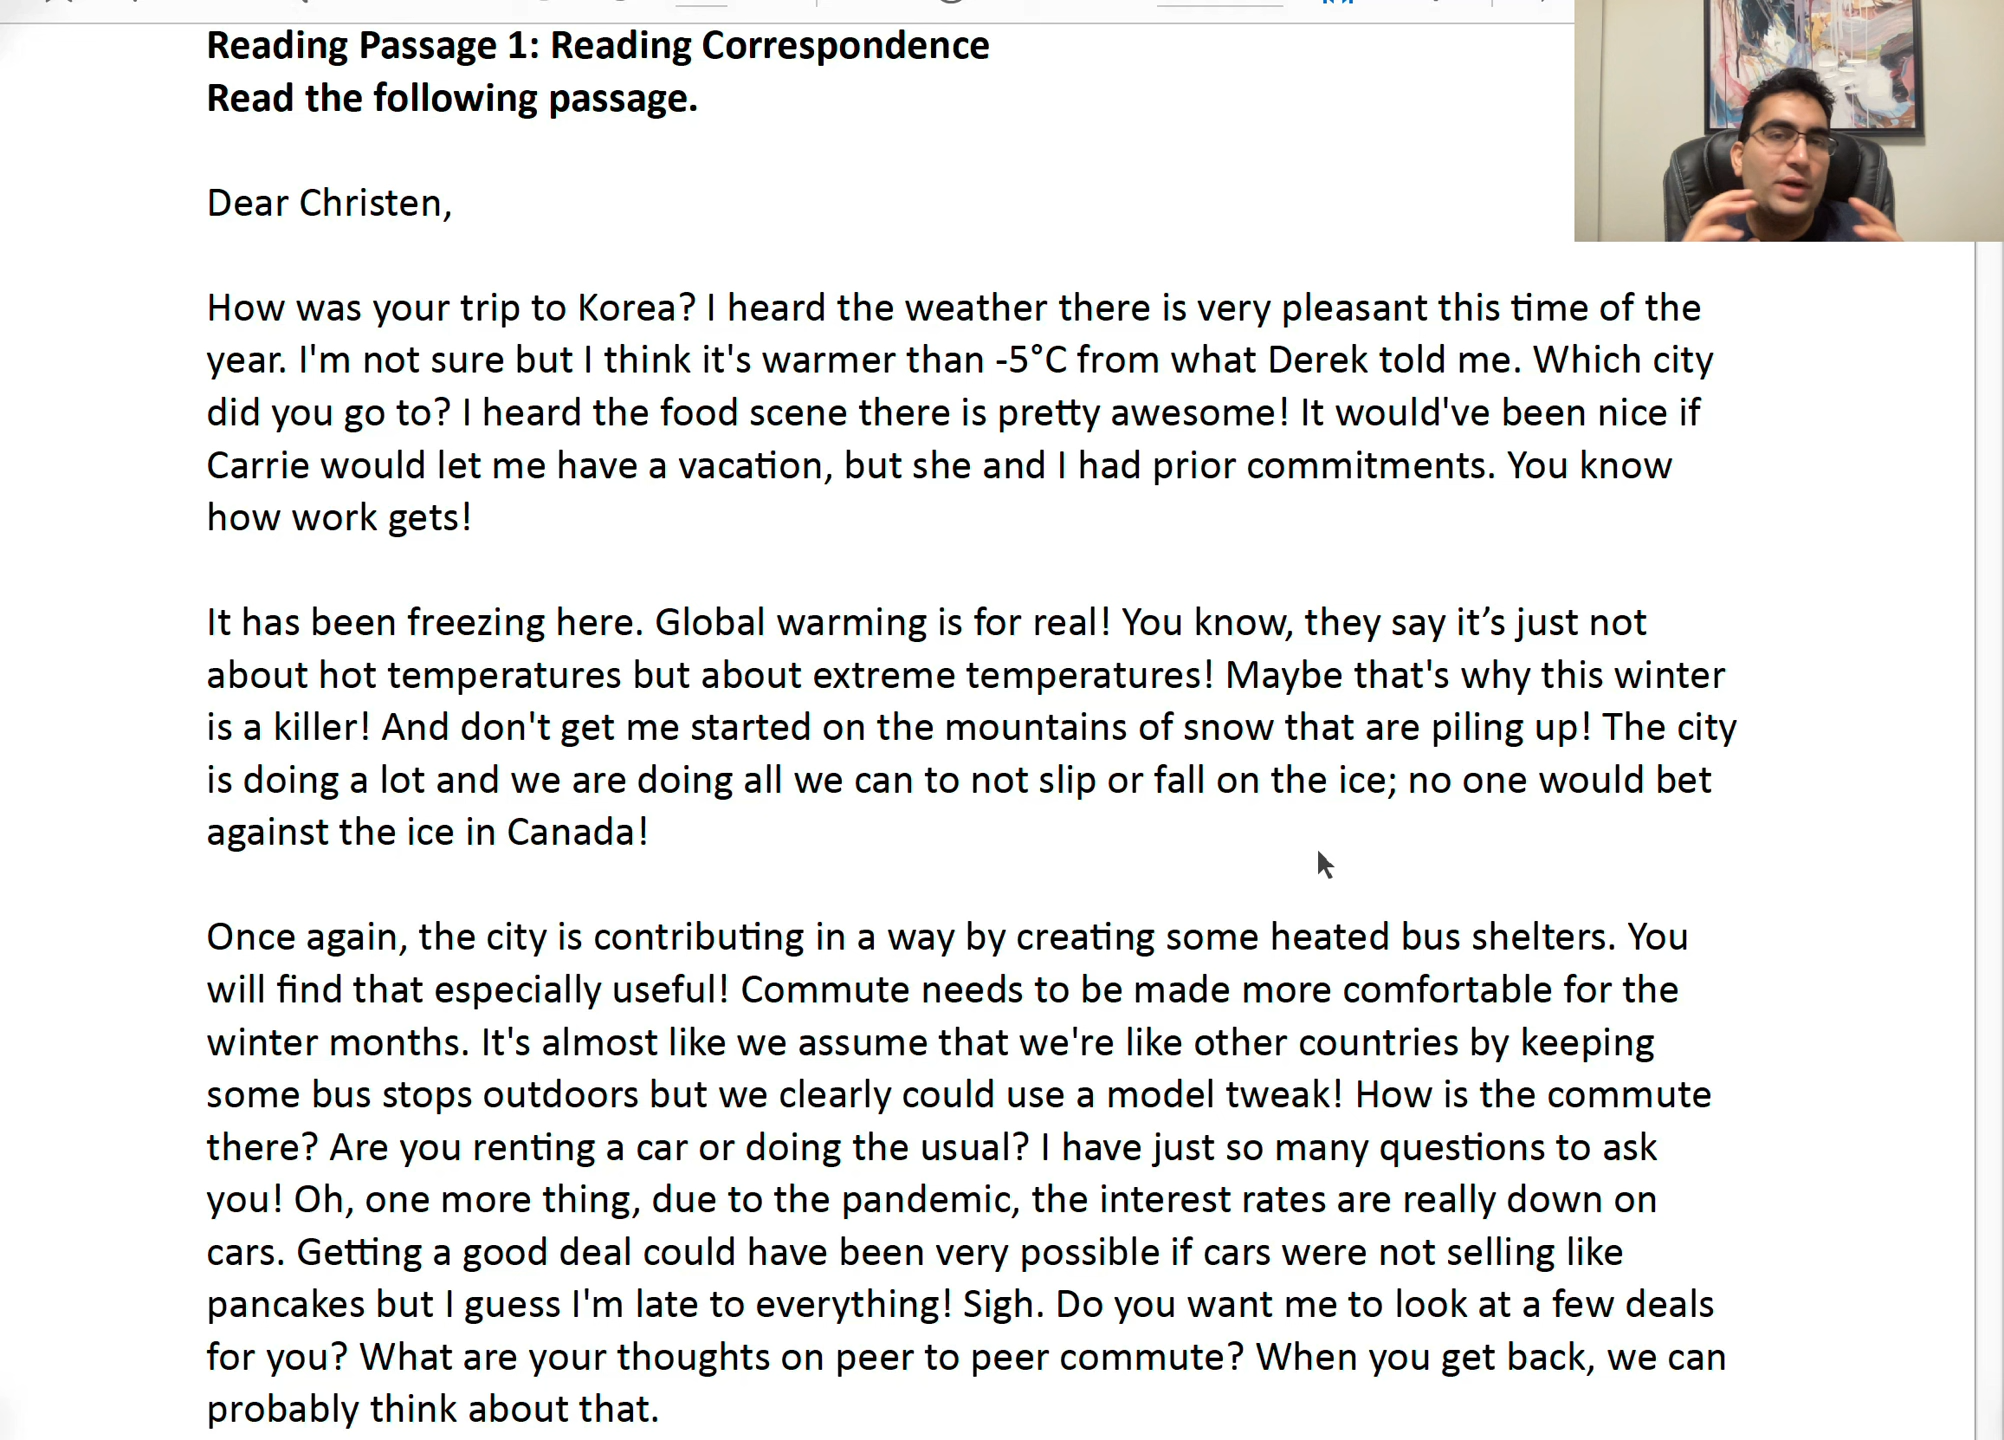 Reading Passage 1: Reading Correspondence
Read the following passage.
Dear Christen,
How was your trip to Korea? I heard the weather there is very pleasant this time of the
year. I'm not sure but I think it's warmer than -5°C from what Derek told me. Which city
did you go to? I heard the food scene there is pretty awesome! It would've been nice if
Carrie would let me have a vacation, but she and I had prior commitments. You know
how work gets!
It has been freezing here. Global warming is for real! You know, they say it’s just not
about hot temperatures but about extreme temperatures! Maybe that's why this winter
is a killer! And don't get me started on the mountains of snow that are piling up! The city
is doing a lot and we are doing all we can to not slip or fall on the ice; no one would bet
against the ice in Canada!
Once again, the city is contributing in a way by creating some heated bus shelters. You
will find that especially useful! Commute needs to be made more comfortable for the
winter months. It's almost like we assume that we're like other countries by keeping
some bus stops outdoors but we clearly could use a model tweak! How is the commute
there? Are you renting a car or doing the usual? I have just so many questions to ask
you! Oh, one more thing, due to the pandemic, the interest rates are really down on
cars. Getting a good deal could have been very possible if cars were not selling like
pancakes but I guess I'm late to everything! Sigh. Do you want me to look at a few deals
for you? What are your thoughts on peer to peer commute? When you get back, we can
probably think about that.